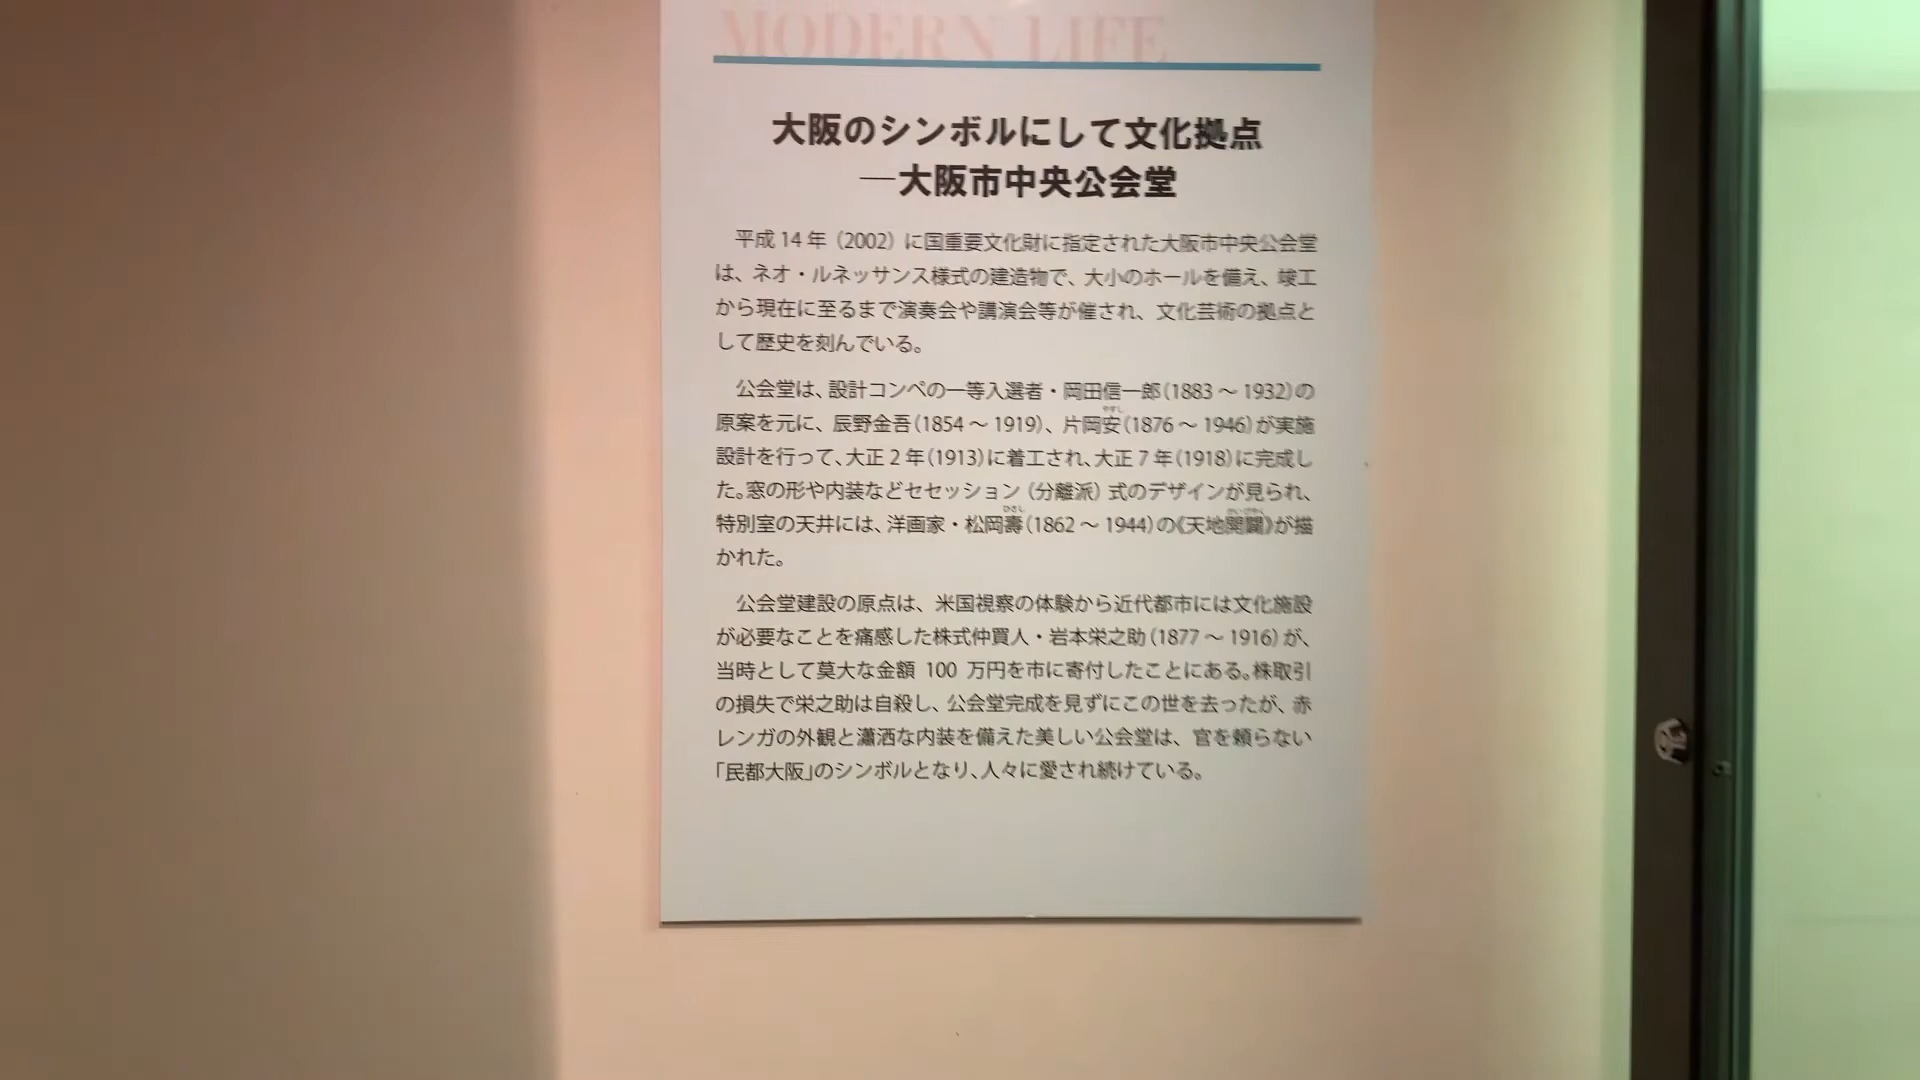 MODERN LIFE
大阪のシンボルにして文化拠点
―大阪市中央公会堂
平成14年（2002）に国重要文化財に指定された大阪市中央公会堂
は、ネオ・ルネッサンス様式の建造物で、大小のホールを備え、竣工
から現在に至るまで演奏会や講演会等が催され、文化芸術の拠点と
して歴史を刻んでいる。
公会堂は、設計コンペの一等入選者・岡田信一郎（1883～1932）の
原案を元に、辰野金吾（1854～1919）、片岡安（1876～1946）が実施
設計を行って、大正2年（1913）に着工され、大正7年（1918）に完成し
た。窓の形や内装などセセッション（分離派）式のデザインが見られ、
特別室の天井には、洋画家・松岡壽（1862～1944）の《天地開闢》が描
かれた。
公会堂建設の原点は、米国視察の体験から近代都市には文化施設
が必要なことを痛感した株式仲買人・岩本栄之助（1877～1916）が、
当時として莫大な金額 100 万円を市に寄付したことにある。株取引
の損失で栄之助は自殺し、公会堂完成を見ずにこの世を去ったが、赤
レンガの外観と瀟洒な内装を備えた美しい公会堂は、官を頼らない
「民都大阪」のシンボルとなり、人々に愛され続けている。